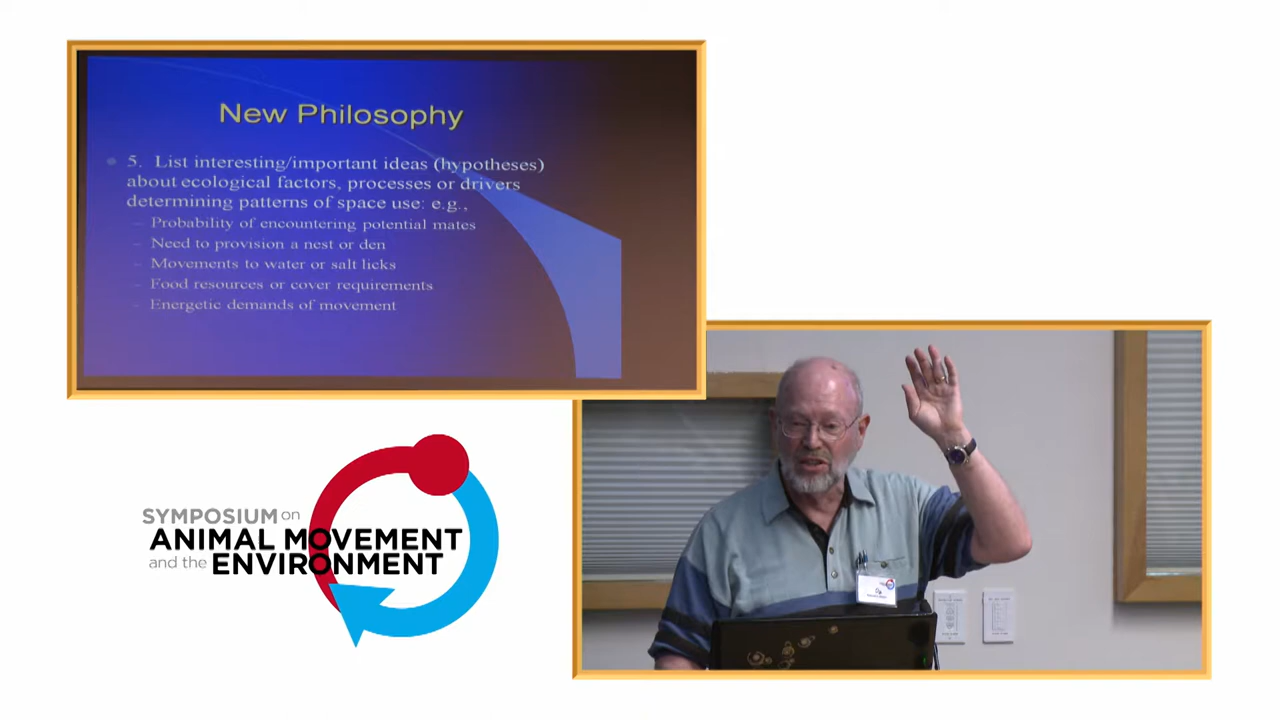 New Philosophy
5. List interesting/important ideas (hypotheses)
about ecological factors, processes or drivers
determining patterns of space use: e.g.,
– Probability of encountering potential mates
– Need to provision a nest or den
– Movements to water or salt licks
– Food resources or cover requirements
– Energetic demands of movement
SYMPOSIUM on
ANIMAL MOVEMENT
and the ENVIRONMENT